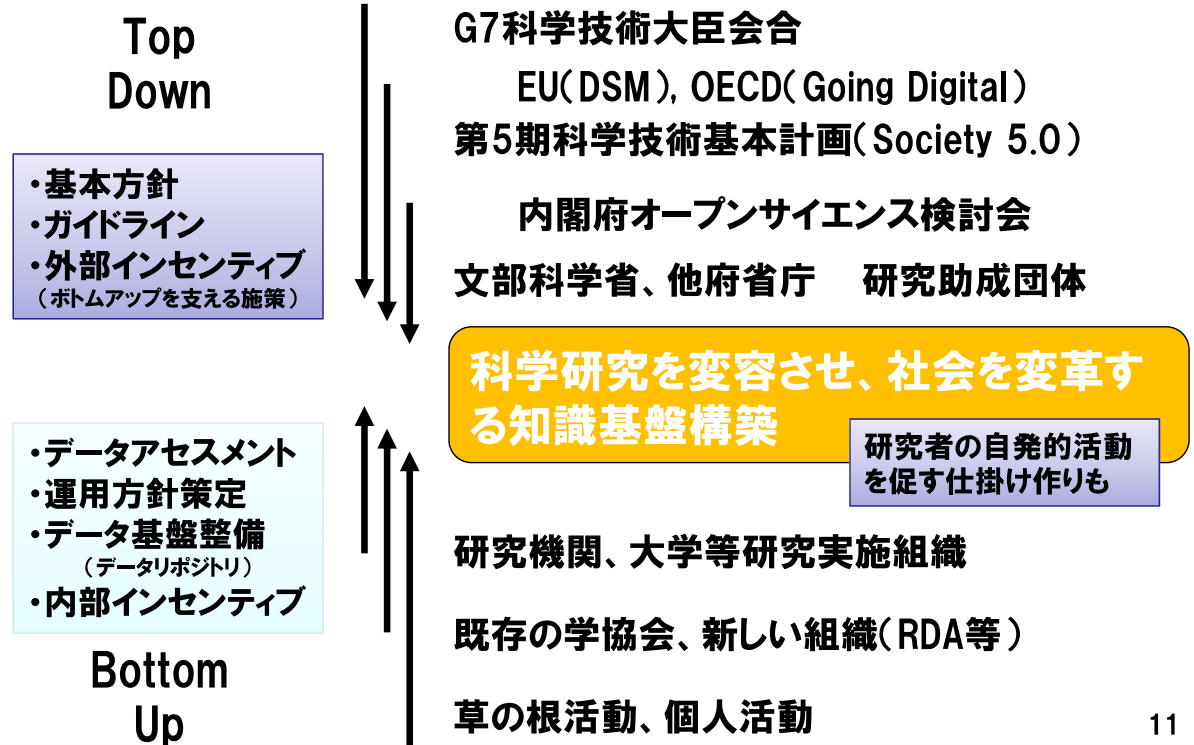 Top
Down
・基本方針
・ガイドライン
・外部インセンティブ
（ボトムアップを支える施策）
G7科学技術大臣会合
EU(DSM), OECD(Going Digital)
第5期科学技術基本計画(Society 5.0)
内閣府オープンサイエンス検討会
文部科学省、他府省庁　研究助成団体
科学研究を変容させ、社会を変革す
る知識基盤構築
研究者の自発的活動
を促す仕掛け作りも
・データアセスメント
・運用方針策定
・データ基盤整備
（データリポジトリ）
・内部インセンティブ
Bottom
Up
研究機関、大学等研究実施組織
既存の学協会、新しい組織(RDA等)
草の根活動、個人活動
11